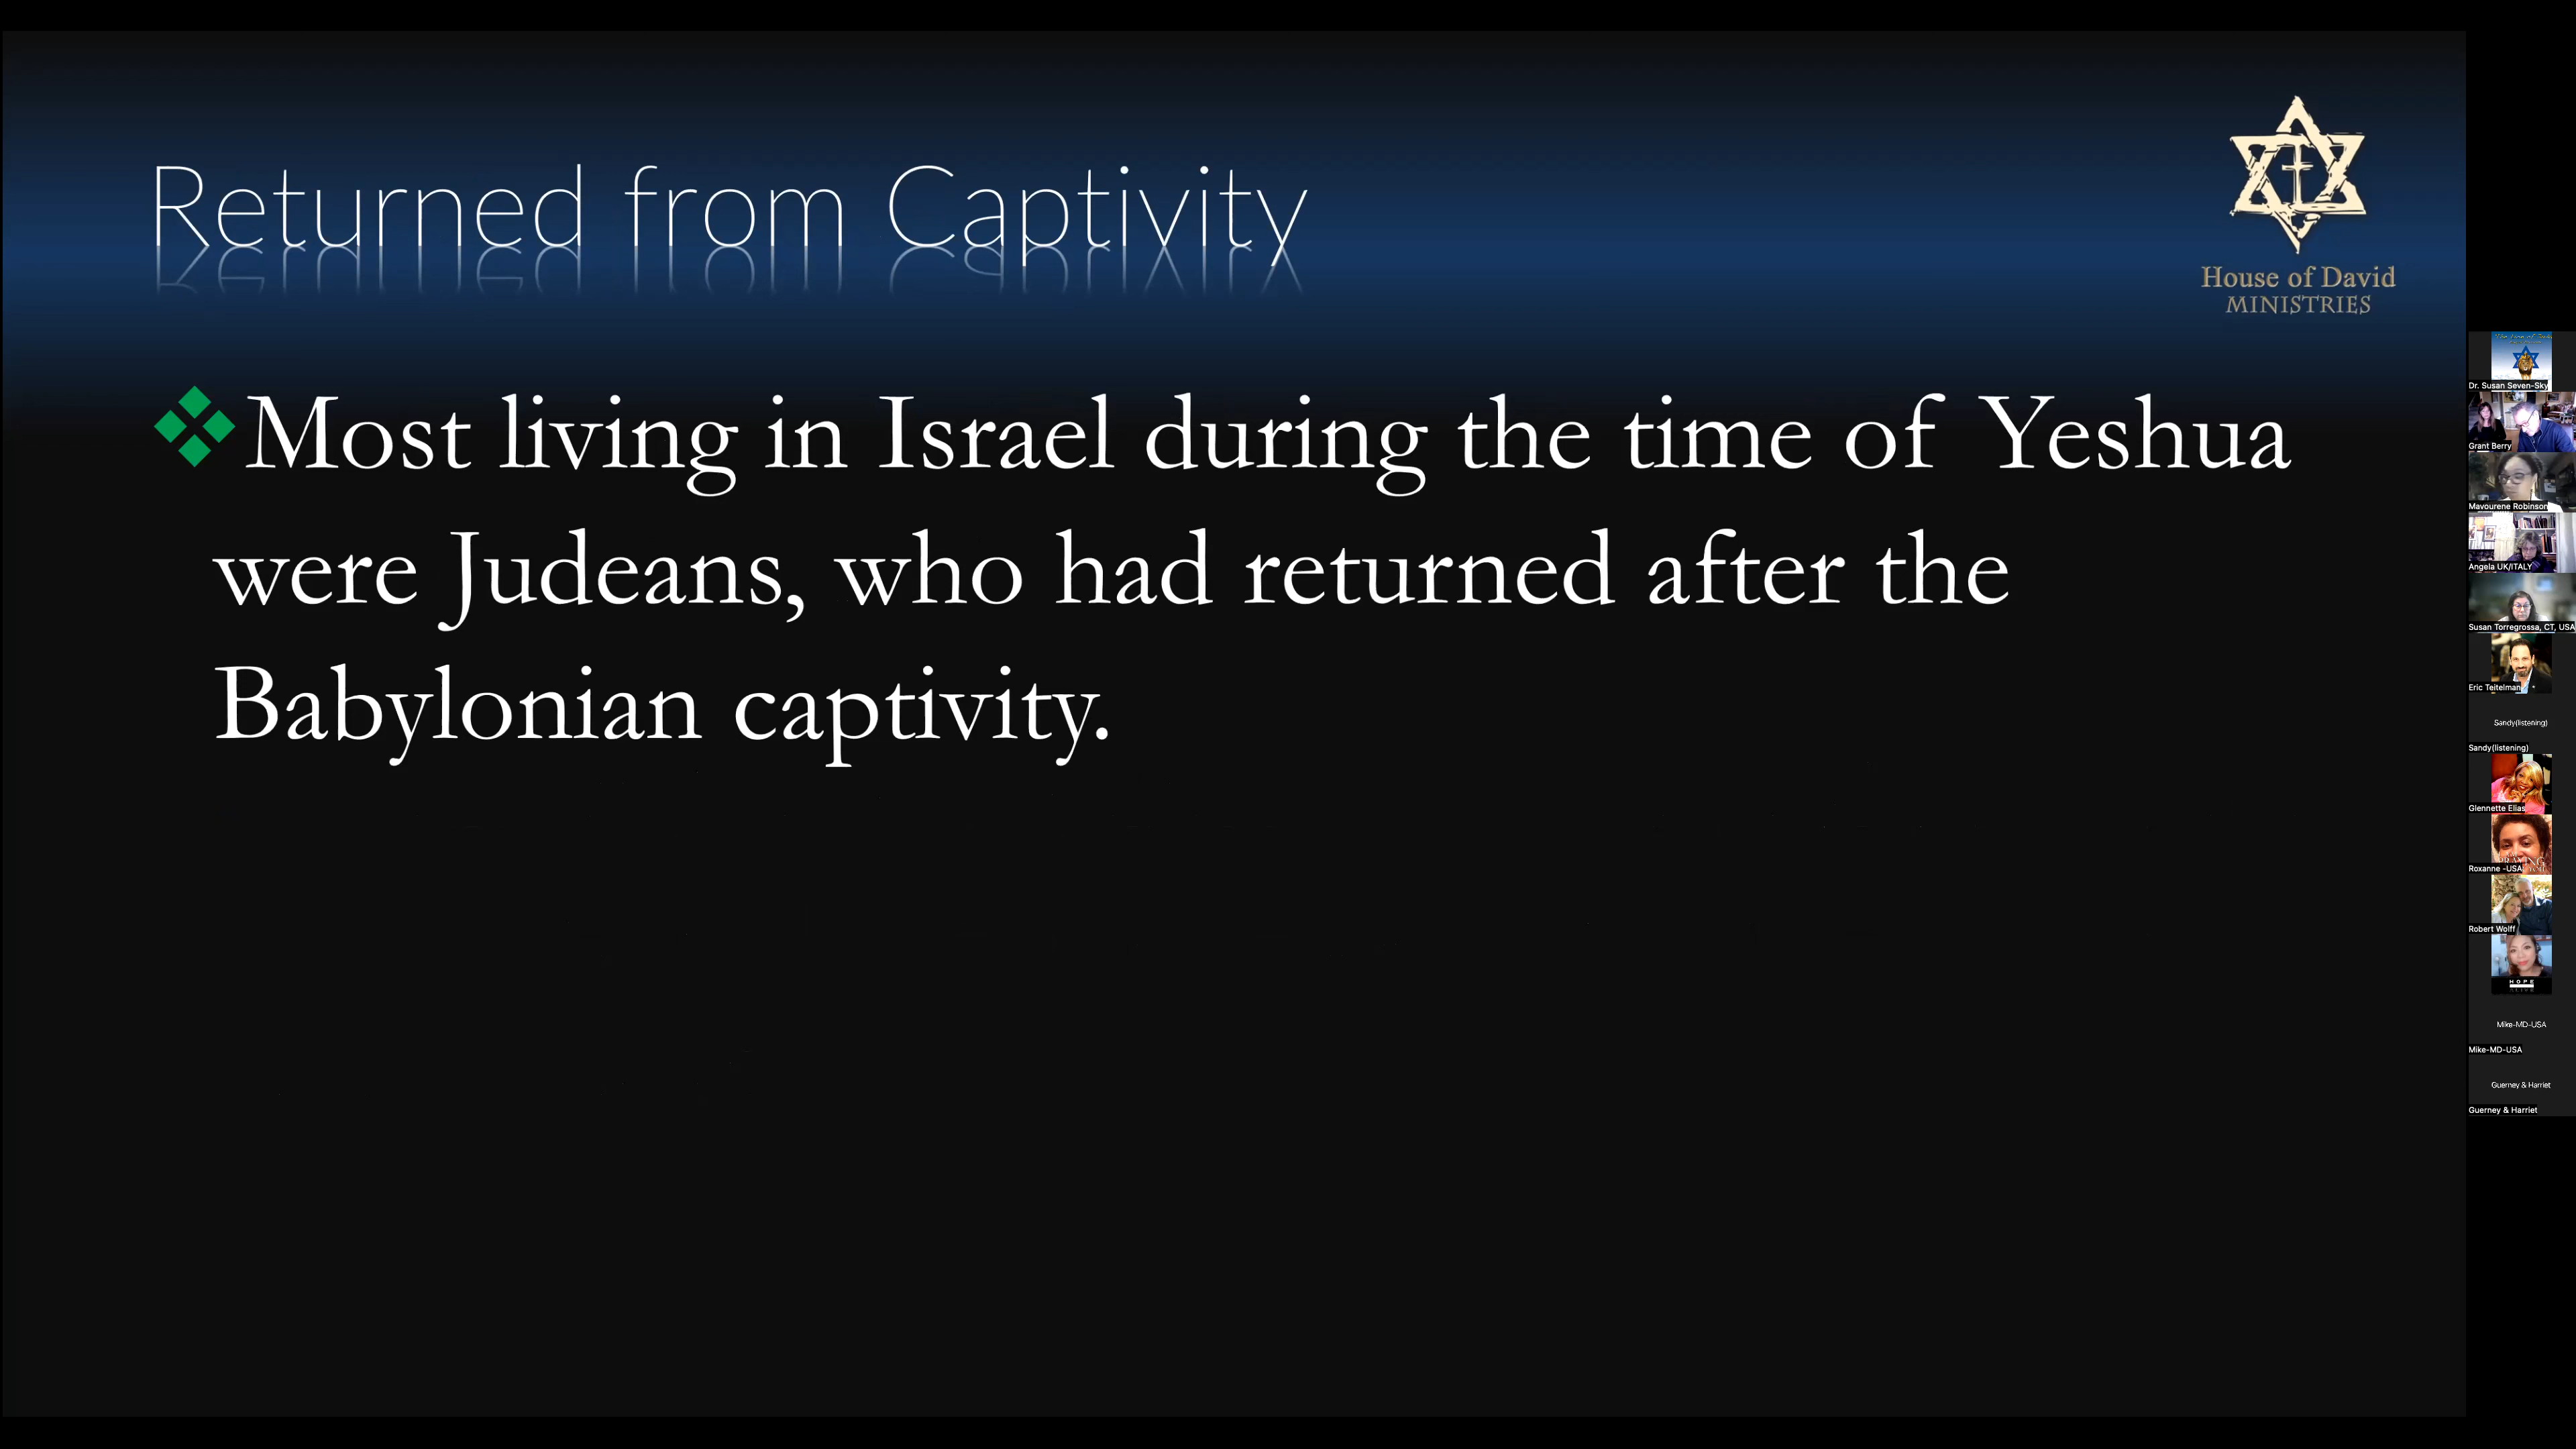 Returned from Captivity
House of David
MINISTRIES
❖Most living in Israel during the time of Yeshua
were Judeans, who had returned after the
Babylonian captivity.
Dr. Susan Seven-Sky
Grant Berry
Mavourene Robinson
Angela UK/ITALY
Susan Torregrossa, CT, USA
Eric Teitelman
Sandy(listening)
Sandy(listening)
Glennette Elias
Roxanne -USA
Robert Wolff
HOPE
Mike-MD-USA
Mike-MD-USA
Guerney & Harriet
Guerney & Harriet